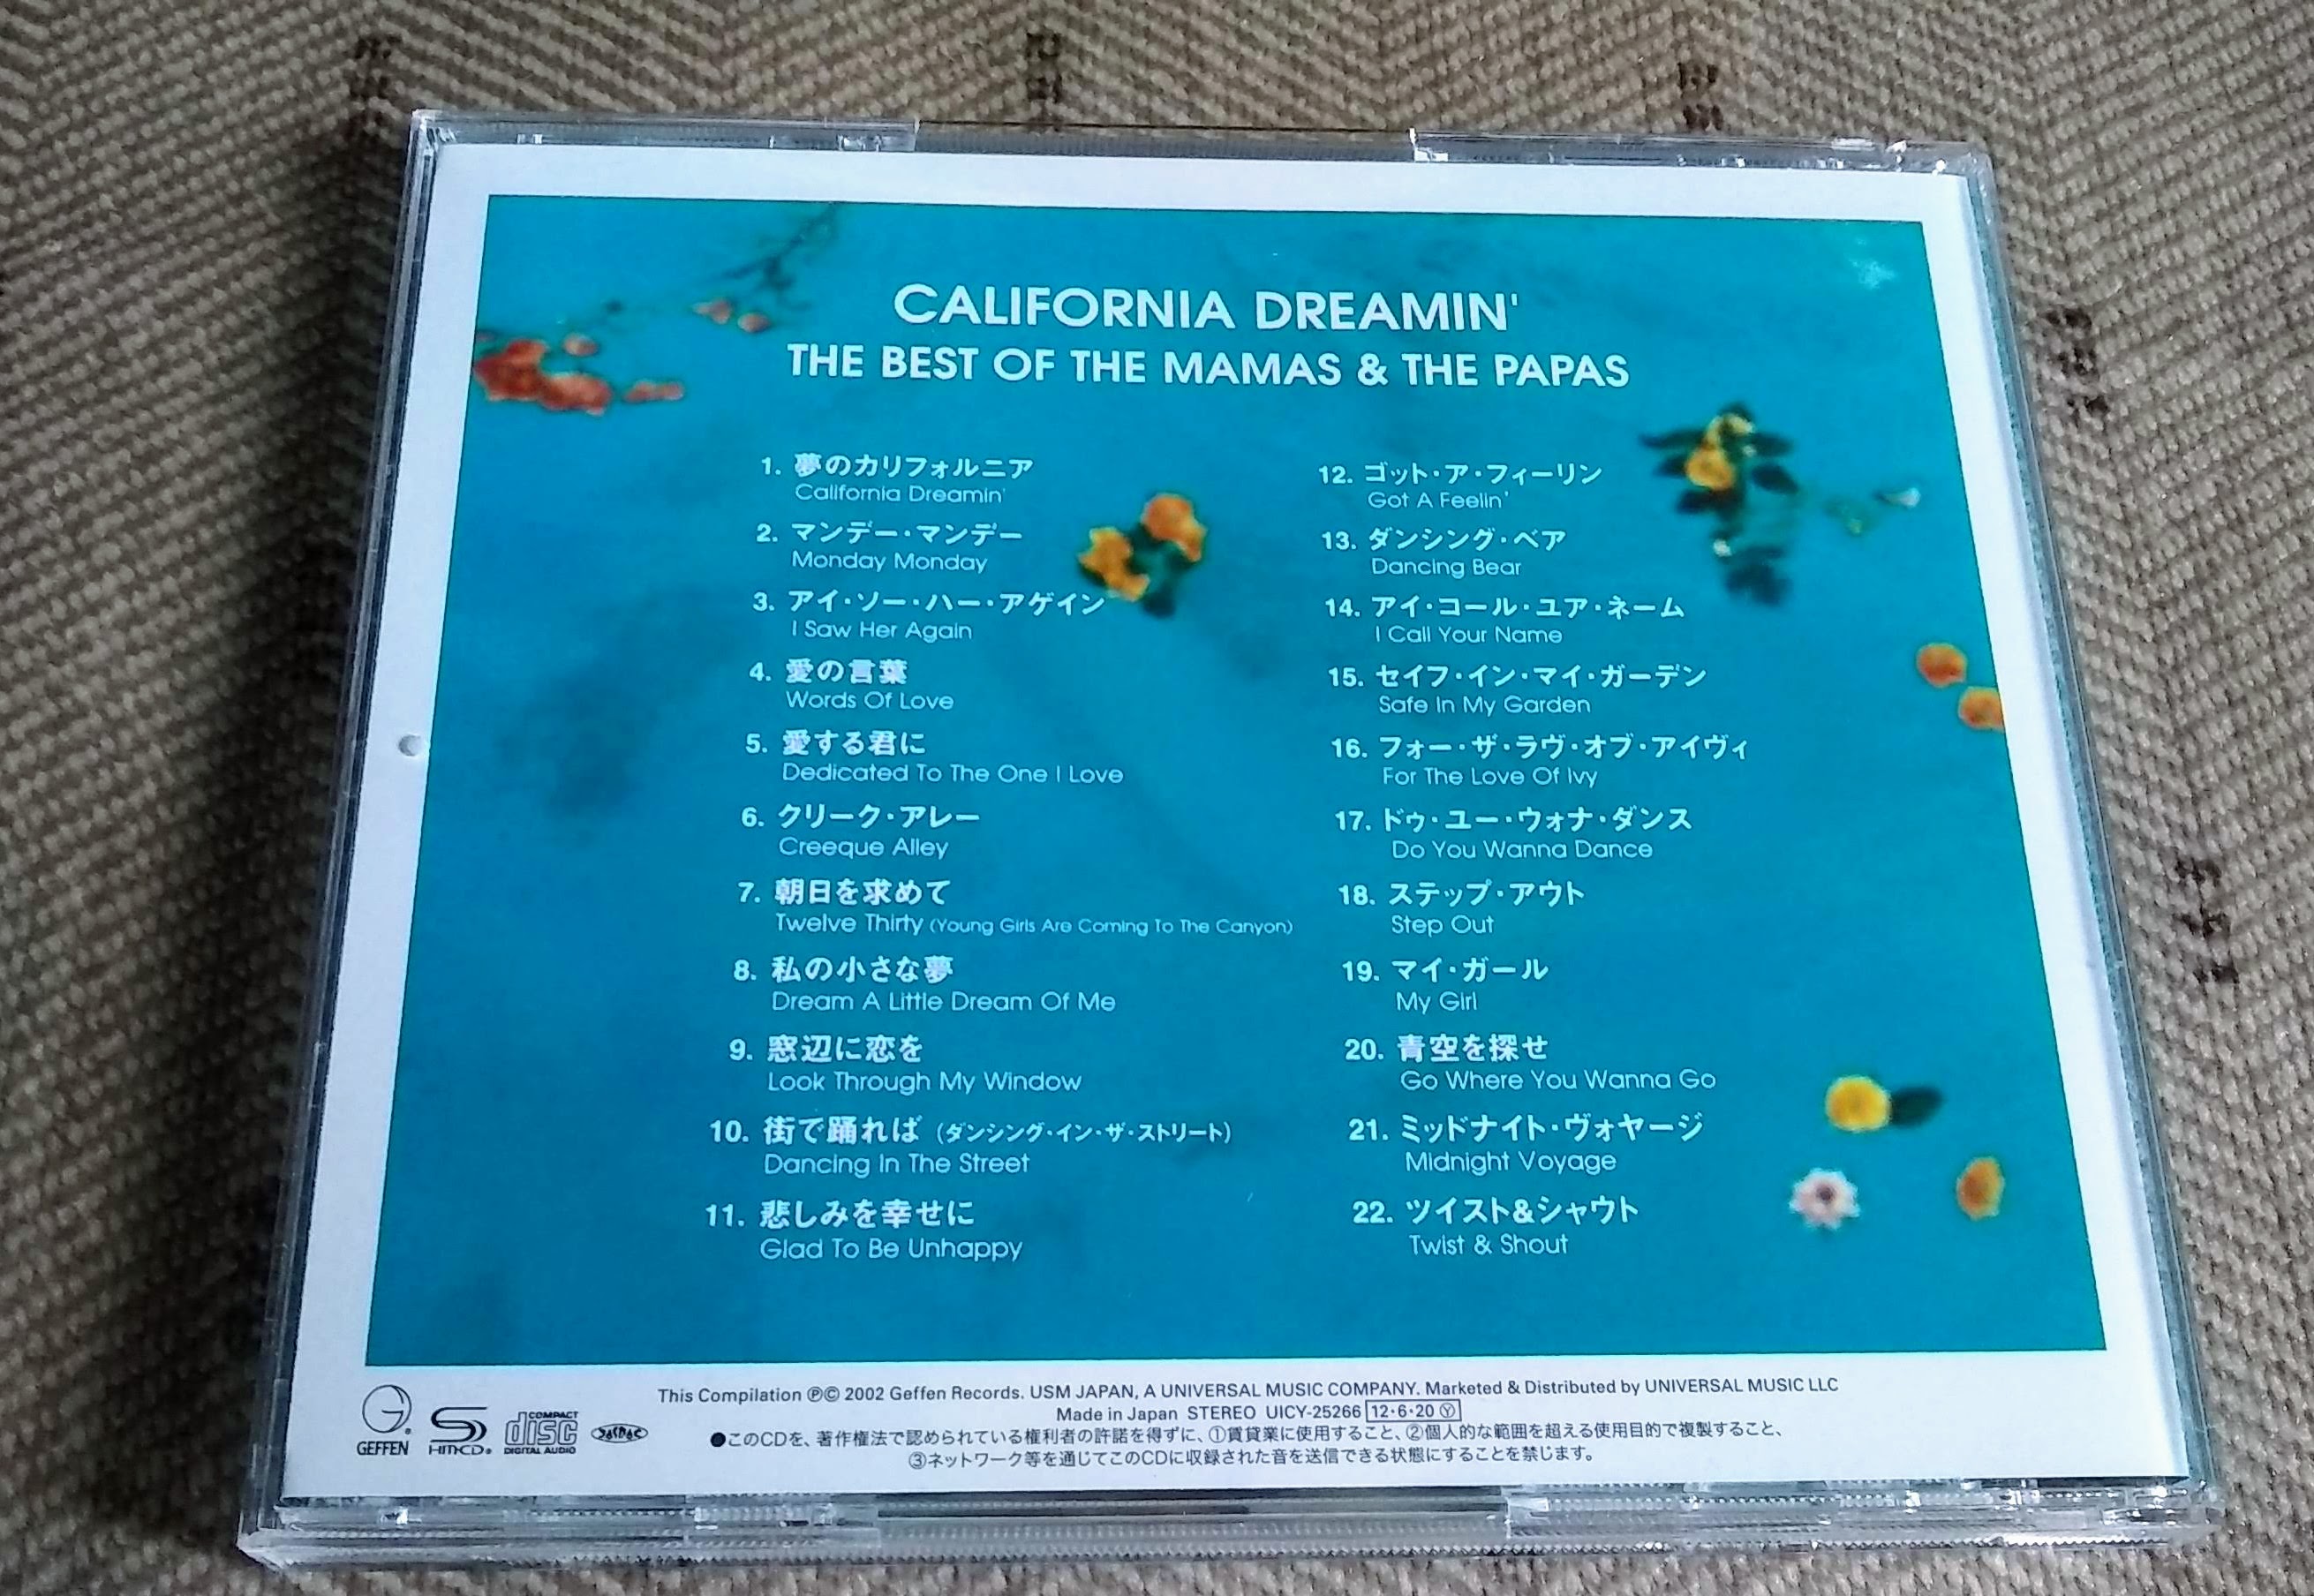 CALIFORNIA DREAMIN'
THE BEST OF THE MAMAS & THE PAPAS
1. 夢のカリフォルニア
California Dreamin'
2. マンデー・マンデー
Monday Monday
3. アイ・ソー・ハー・アゲイン
I Saw Her Again
4. 愛の言葉
Words Of Love
5. 愛する君に
Dedicated To The One I Love
6. クリーク・アレー
Creeque Alley
7. 朝日を求めて
Twelve Thirty (Young Girls Are Coming To The Canyon)
8. 私の小さな夢
Dream A Little Dream Of Me
9. 窓辺に恋を
Look Through My Window
10. 街で踊れば (ダンシング・イン・ザ・ストリート)
Dancing In The Street
11. 悲しみを幸せに
Glad To Be Unhappy
12. ゴット・ア・フィーリン
Got A Feelin'
13. ダンシング・ベア
Dancing Bear
14. アイ・コール・ユア・ネーム
I Call Your Name
15. セイフ・イン・マイ・ガーデン
Safe In My Garden
16. フォー・ザ・ラヴ・オブ・アイヴィ
For The Love Of Ivy
17. ドゥ・ユー・ウォナ・ダンス
Do You Wanna Dance
18. ステップ・アウト
Step Out
19. マイ・ガール
My Girl
20. 青空を探せ
Go Where You Wanna Go
21. ミッドナイト・ヴォヤージ
Midnight Voyage
22. ツイスト&シャウト
Twist & Shout
This Compilation ℗© 2002 Geffen Records. USM JAPAN, A UNIVERSAL MUSIC COMPANY. Marketed & Distributed by UNIVERSAL MUSIC LLC
Made in Japan STEREO UICY-25266 12・6・20 Ⓨ
●このCDを、著作権法で認められている権利者の許諾を得ずに、①賃貸業に使用すること、②個人的な範囲を超える使用目的で複製すること、
③ネットワーク等を通じてこのCDに収録された音を送信できる状態にすることを禁じます。
GEFFEN
SHM-CD
COMPACT
disc
DIGITAL AUDIO
JASRAC